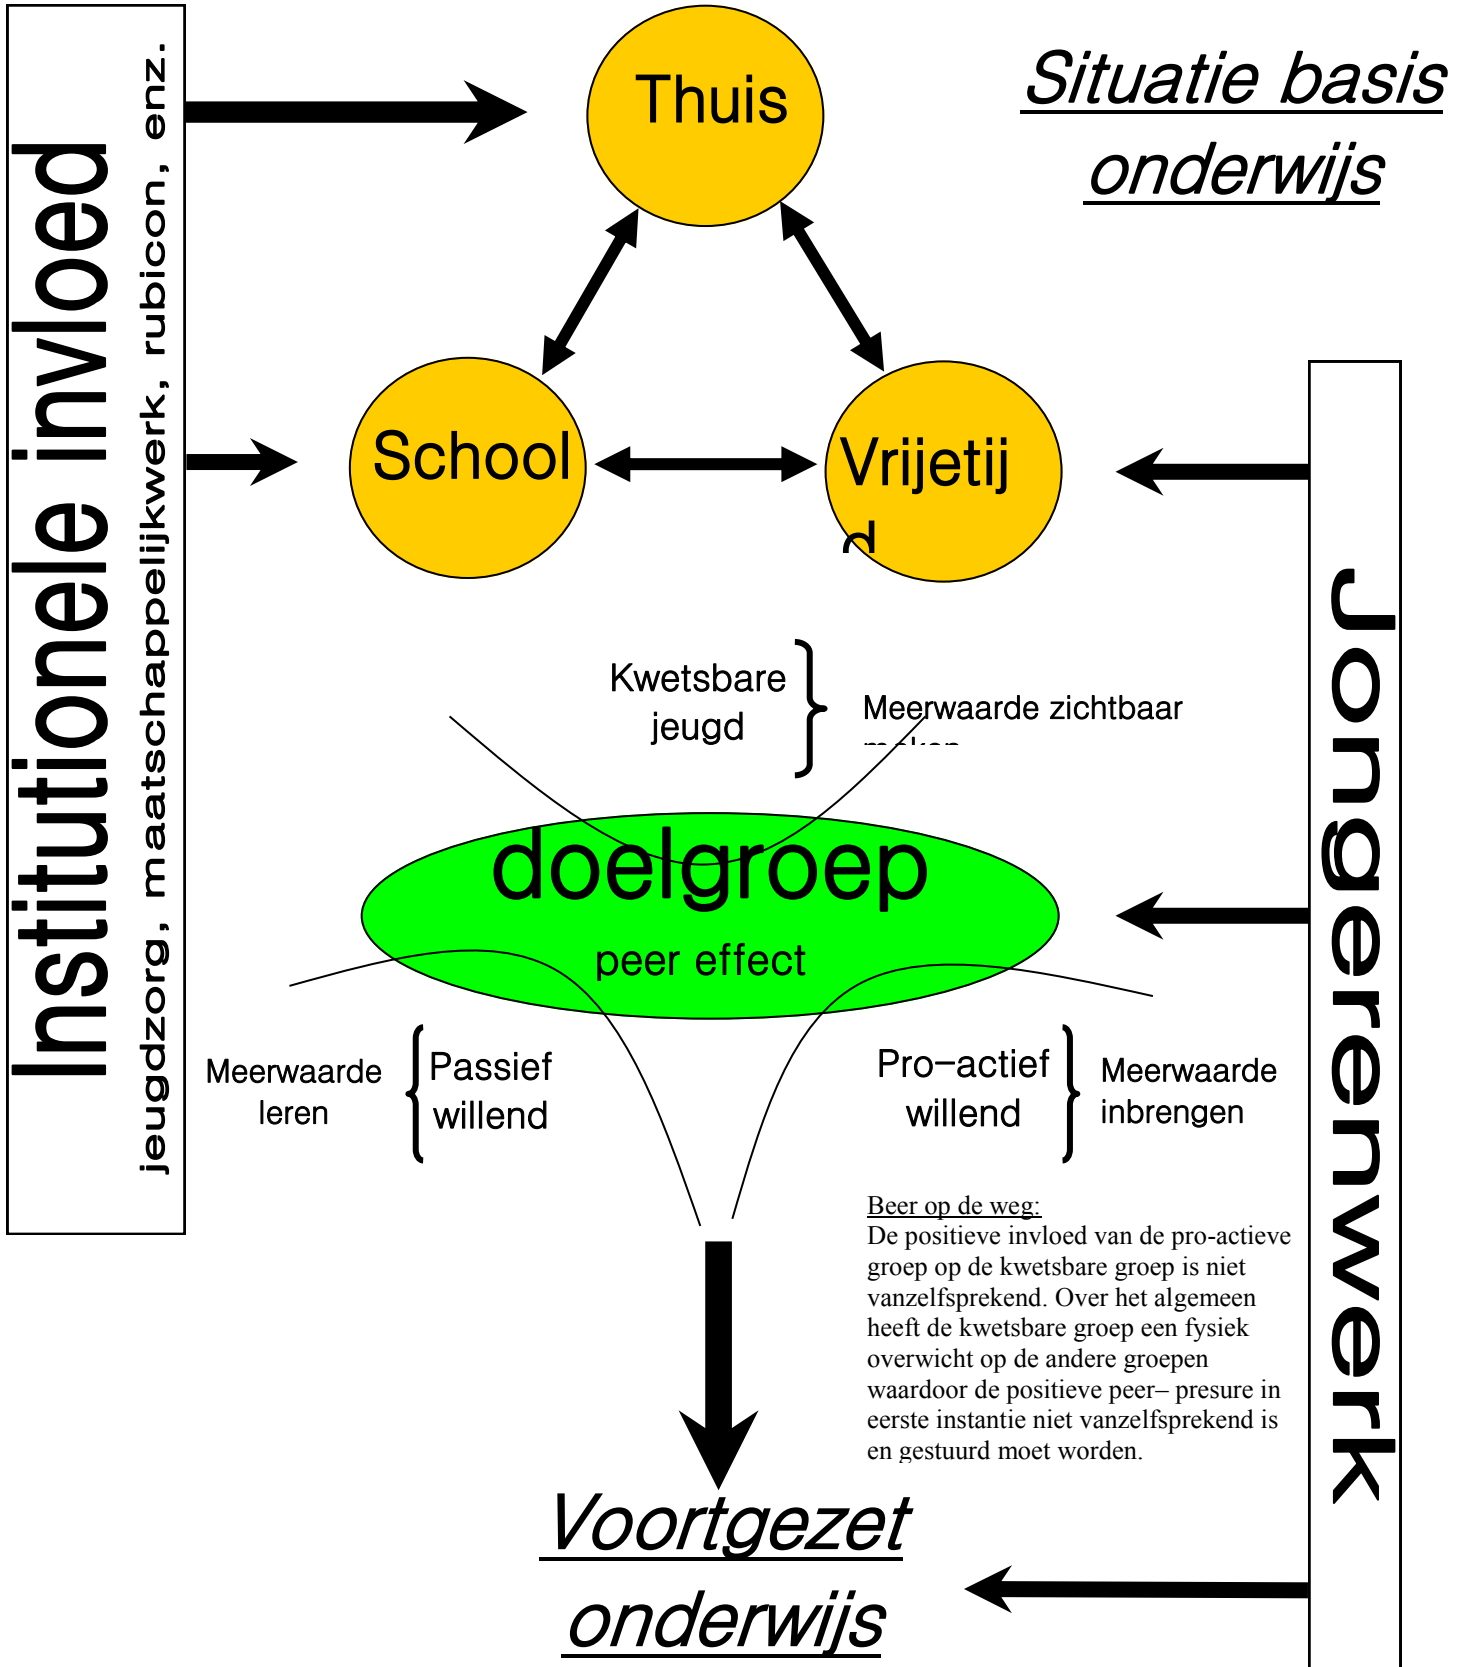 Institutionele invloed
jeugdzorg, maatschappelijkwerk, rubicon, enz.
Thuis
Situatie basis
onderwijs
School
Vrijetij
d
Kwetsbare
jeugd
Meerwaarde zichtbaar
maken
doelgroep
peer effect
Meerwaarde
leren
Passief
willend
Pro-actief
willend
Meerwaarde
inbrengen
Beer op de weg:
De positieve invloed van de pro-actieve
groep op de kwetsbare groep is niet
vanzelfsprekend. Over het algemeen
heeft de kwetsbare groep een fysiek
overwicht op de andere groepen
waardoor de positieve peer– presure in
eerste instantie niet vanzelfsprekend is
en gestuurd moet worden.
Jongerenwerk
Voortgezet
onderwijs